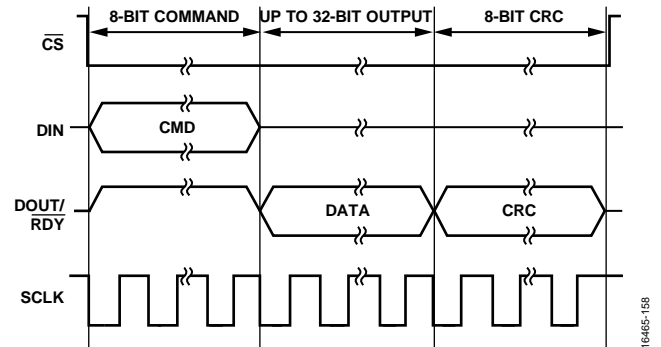 8-BIT COMMAND UP TO 32-BIT OUTPUT 8-BIT CRC
CS
DIN
CMD
DOUT/
RDY
DATA
CRC
SCLK
16465-158